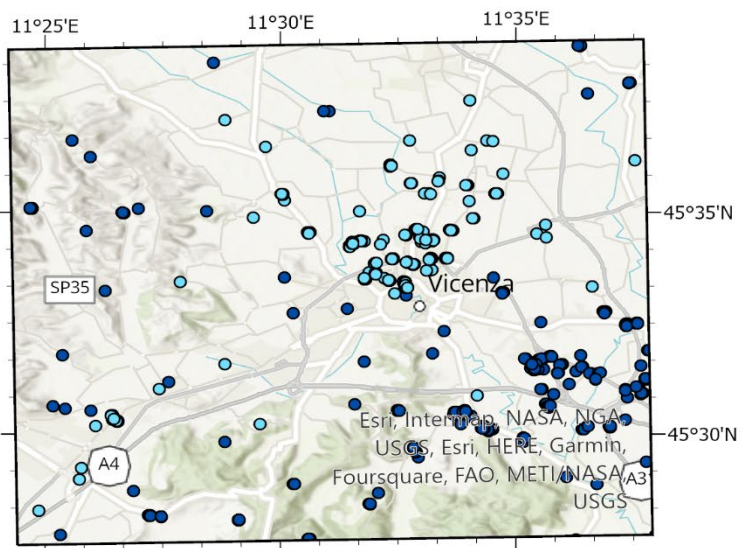 11°25'E 11°30'E 11°35'E
45°35'N
SP35
Vicenza
Esri, Intermap, NASA, NGA,
USGS, Esri, HERE, Garmin,
Foursquare, FAO, METI/NASA,
USGS
45°30'N
A4
A3